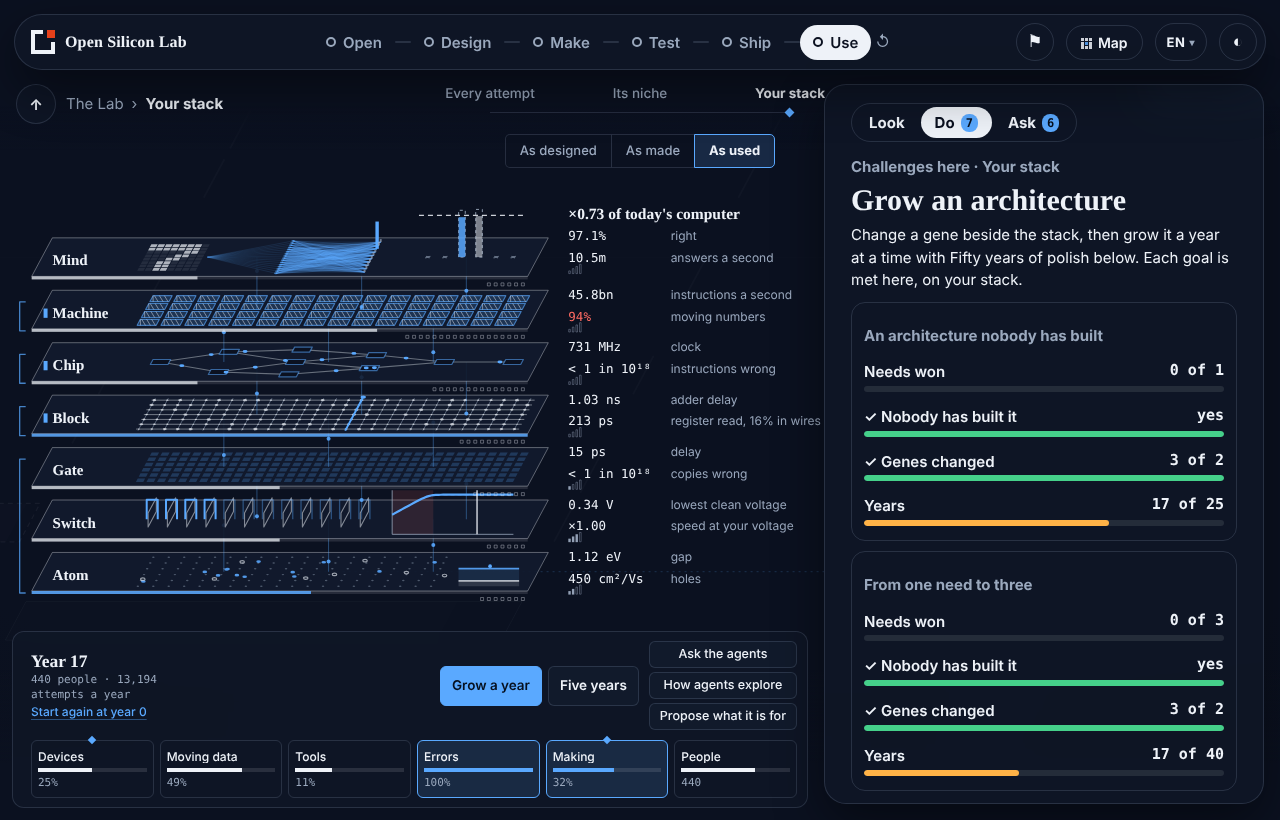 Open Silicon Lab
Open
Design
Make
Test
Ship
Use
Map
EN
The Lab › Your stack
Every attempt
Its niche
Your stack
As designed
As made
As used
×0.73 of today's computer
Mind
97.1% right
10.5m answers a second
Machine
45.8bn instructions a second
94% moving numbers
Chip
731 MHz clock
< 1 in 10¹⁸ instructions wrong
Block
1.03 ns adder delay
213 ps register read, 16% in wires
Gate
15 ps delay
< 1 in 10¹⁸ copies wrong
Switch
0.34 V lowest clean voltage
×1.00 speed at your voltage
Atom
1.12 eV gap
450 cm²/Vs holes
Year 17
440 people · 13,194
attempts a year
Start again at year 0
Grow a year
Five years
Ask the agents
How agents explore
Propose what it is for
Devices
25%
Moving data
49%
Tools
11%
Errors
100%
Making
32%
People
440
Look
Do 7
Ask 6
Challenges here · Your stack
Grow an architecture
Change a gene beside the stack, then grow it a year
at a time with Fifty years of polish below. Each goal is
met here, on your stack.
An architecture nobody has built
Needs won 0 of 1
✓ Nobody has built it yes
✓ Genes changed 3 of 2
Years 17 of 25
From one need to three
Needs won 0 of 3
✓ Nobody has built it yes
✓ Genes changed 3 of 2
Years 17 of 40